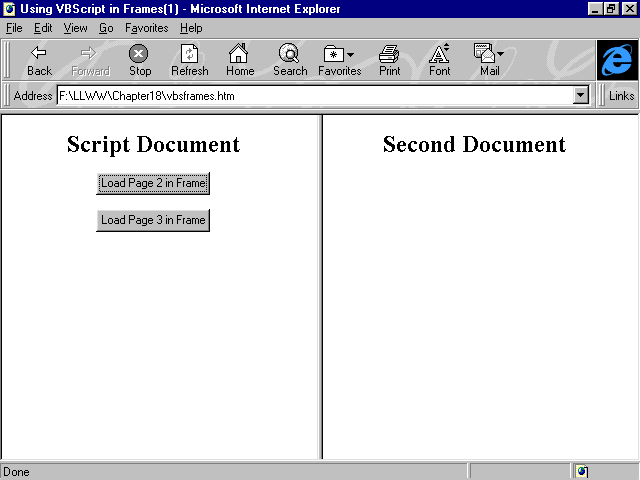 Using VBScript in Frames(1) - Microsoft Internet Explorer
File Edit View Go Favorites Help
Back Forward Stop Refresh Home Search Favorites Print Font Mail
Address F:\LLWW\Chapter18\vbsframes.htm Links
Script Document
Load Page 2 in Frame
Load Page 3 in Frame
Second Document
Done